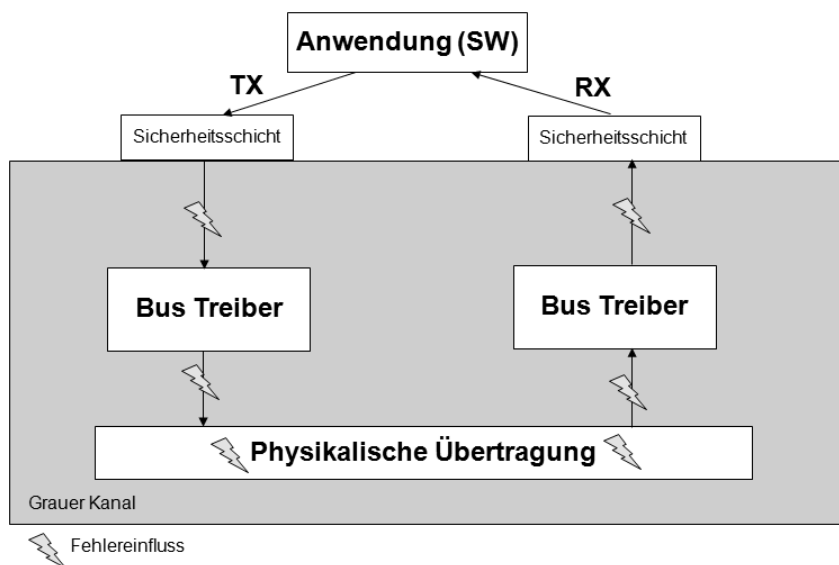 Anwendung (SW)
TX
RX
Sicherheitsschicht
Sicherheitsschicht
Bus Treiber
Bus Treiber
Physikalische Übertragung
Grauer Kanal
Fehlereinfluss